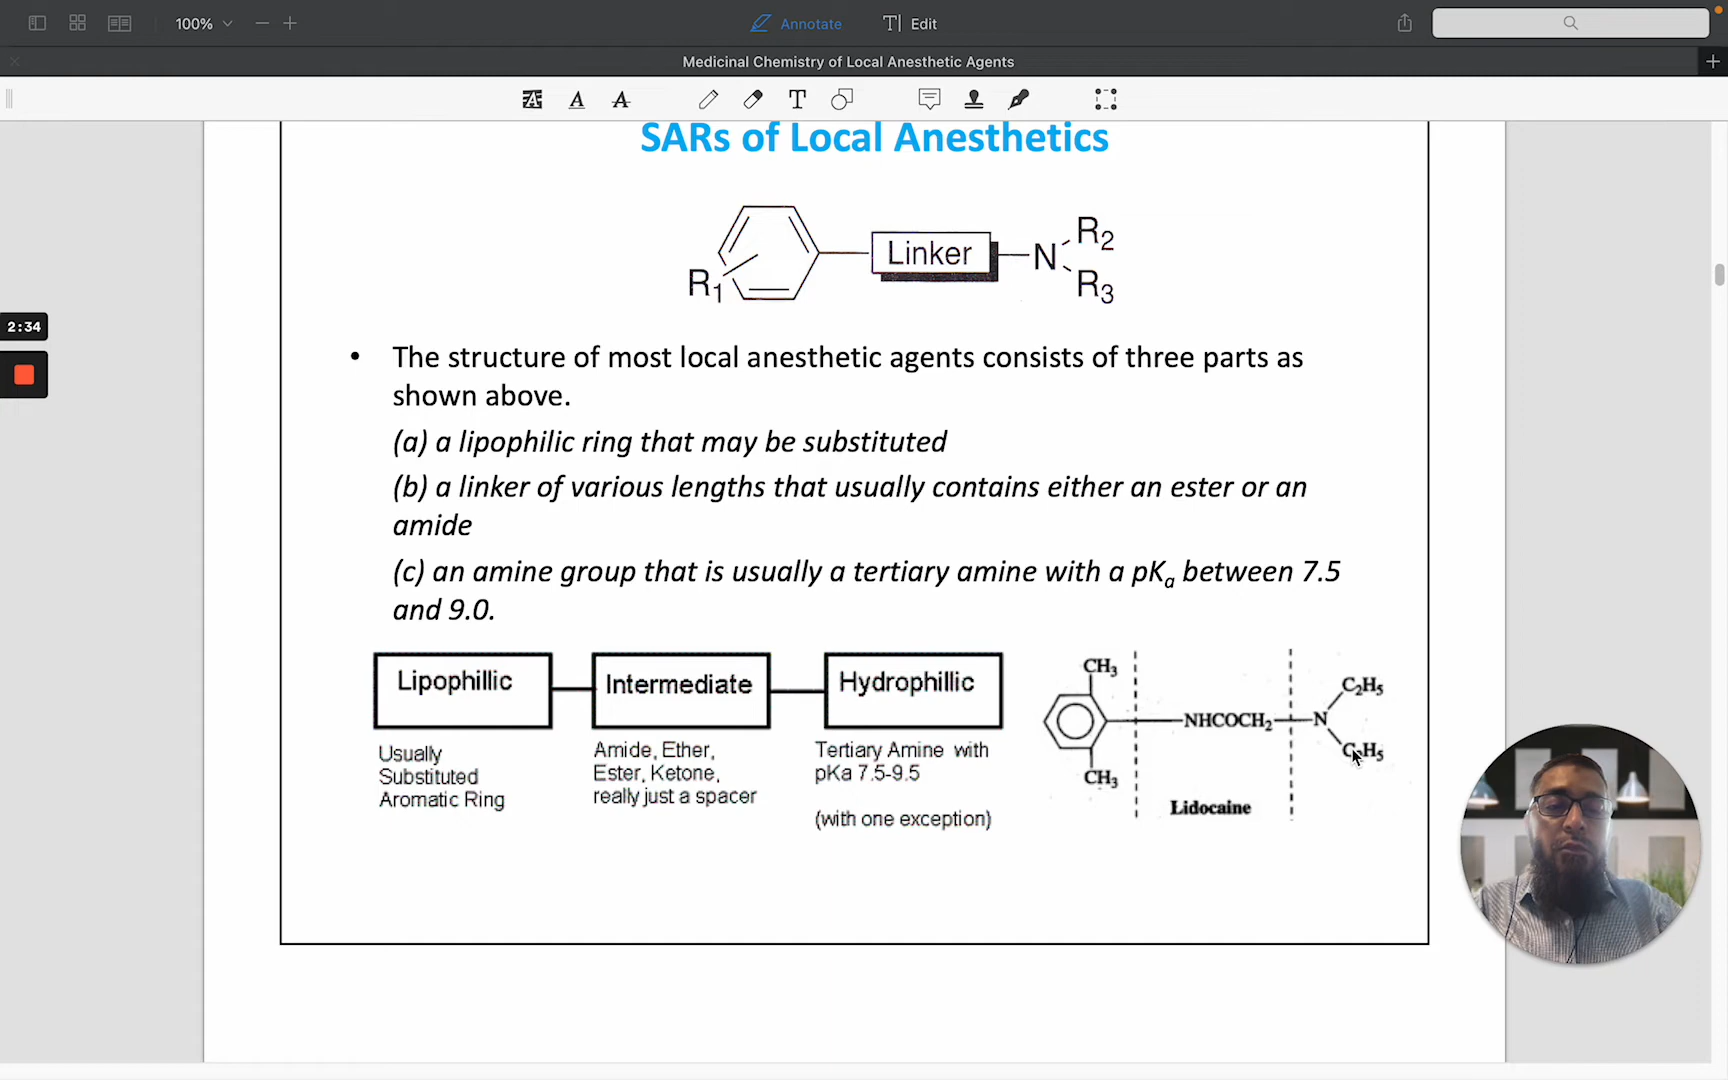 100%
Annotate
T Edit
Medicinal Chemistry of Local Anesthetic Agents
A A A T
SARs of Local Anesthetics
R1
Linker
N
R2
R3
2:34
• The structure of most local anesthetic agents consists of three parts as
shown above.
(a) a lipophilic ring that may be substituted
(b) a linker of various lengths that usually contains either an ester or an
amide
(c) an amine group that is usually a tertiary amine with a pKa between 7.5
and 9.0.
Lipophillic
Usually
Substituted
Aromatic Ring
Intermediate
Amide, Ether,
Ester, Ketone,
really just a spacer
Hydrophillic
Tertiary Amine with
pKa 7.5-9.5
(with one exception)
CH3
NHCOCH2
N
C2H5
C2H5
CH3
Lidocaine